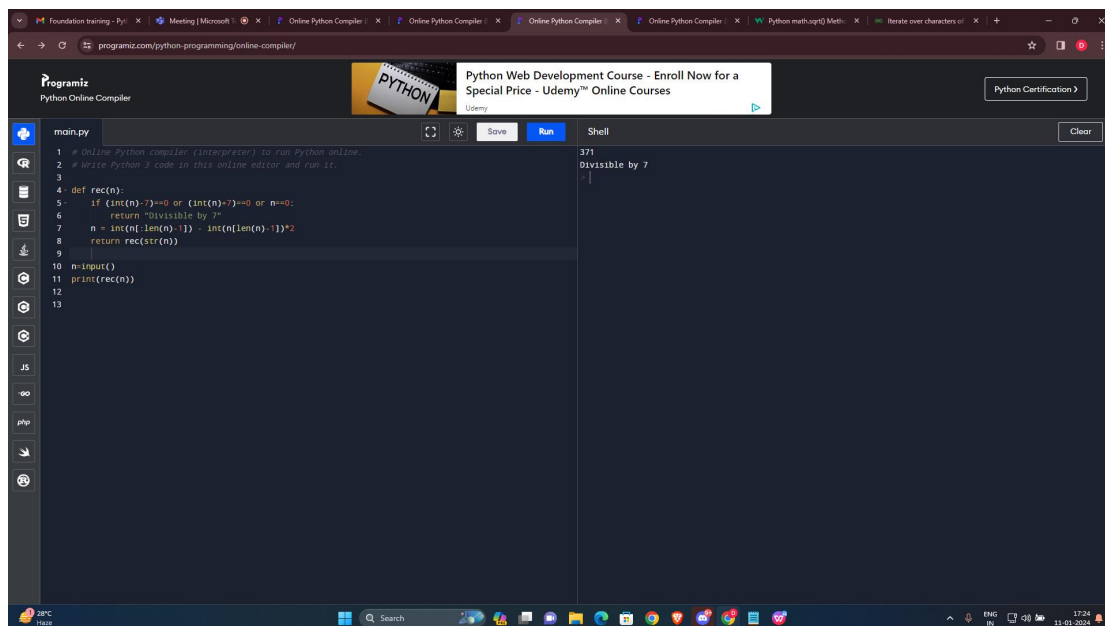 Foundation training - Pyt
Meeting | Microsoft T
Online Python Compiler (
Online Python Compiler (
Online Python Compiler (
Online Python Compiler (
Python math.sqrt() Metho
Iterate over characters of
programiz.com/python-programming/online-compiler/
D
Programiz
Python Online Compiler
PYTHON
Python Web Development Course - Enroll Now for a
Special Price - Udemy™ Online Courses
Udemy
Python Certification >
main.py
Save
Run
Shell
Clear
1 # Online Python compiler (interpreter) to run Python online.
2 # Write Python 3 code in this online editor and run it.
3
4 def rec(n):
5 if (int(n)-7)==0 or (int(n)+7)==0 or n==0:
6 return "Divisible by 7"
7 n = int(n[:len(n)-1]) - int(n[len(n)-1])*2
8 return rec(str(n))
9
10 n=input()
11 print(rec(n))
12
13
371
Divisible by 7
>
JS
GO
php
1
28°C
Haze
Search
ENG
IN
17:24
11-01-2024